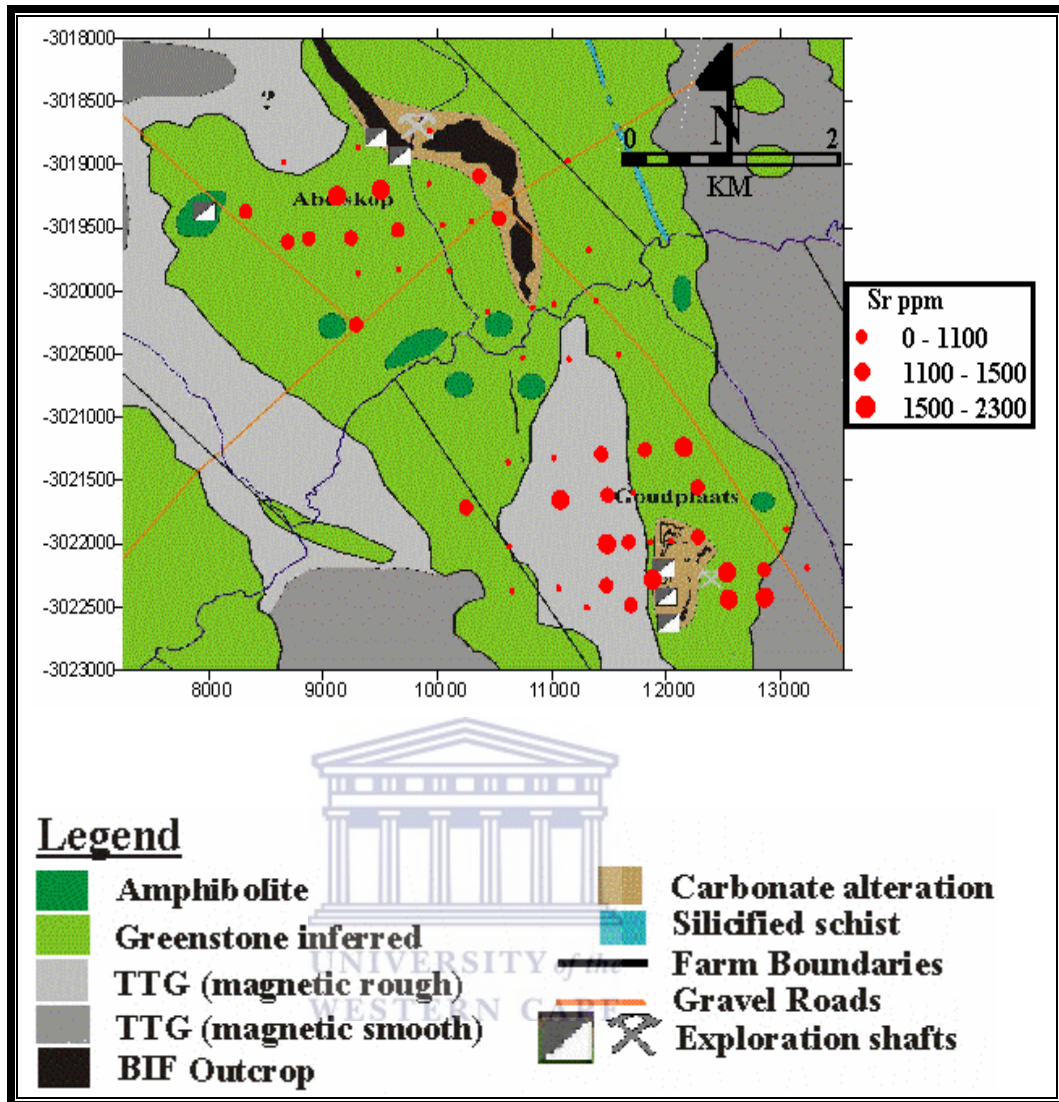 -3018000
-3018500
-3019000
-3019500
-3020000
-3020500
-3021000
-3021500
-3022000
-3022500
-3023000
8000
9000
10000
11000
12000
13000
?
N
0
2
KM
Goudplaats
Sr ppm
0 - 1100
1100 - 1500
1500 - 2300
Legend
Amphibolite
Greenstone inferred
TTG (magnetic rough)
TTG (magnetic smooth)
BIF Outcrop
Carbonate alteration
Silicified schist
Farm Boundaries
Gravel Roads
Exploration shafts
UNIVERSITY of the
WESTERN CAPE